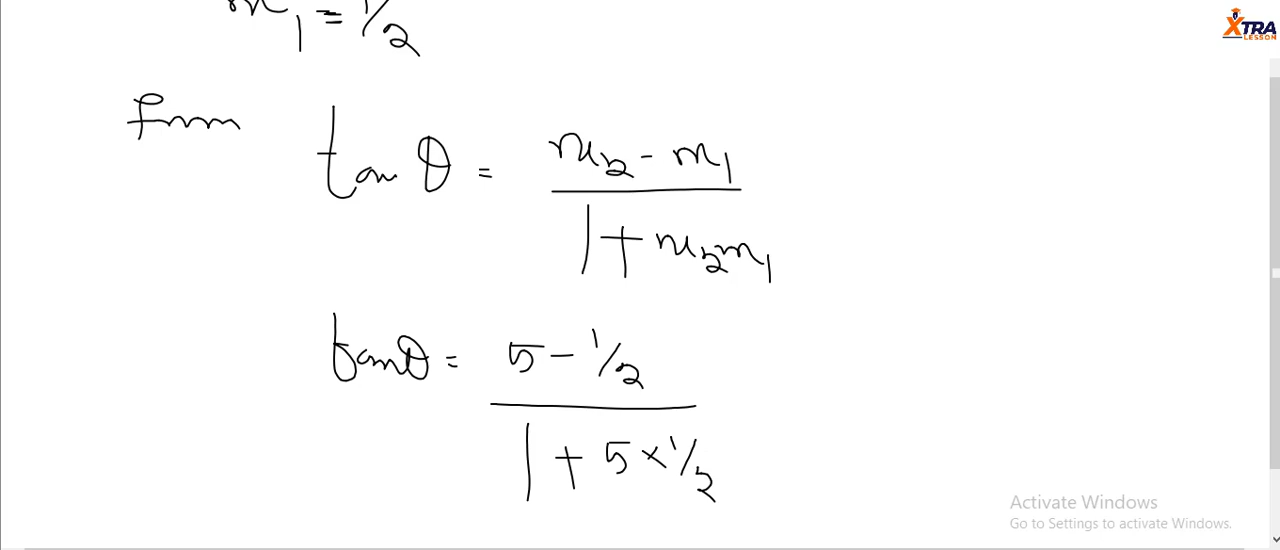 m₁ = 1/2
XTRA
LESSON
from tan θ = m₂ - m₁
1 + m₂m₁
tanθ = 5 - 1/2
1 + 5 × 1/2
Activate Windows
Go to Settings to activate Windows.